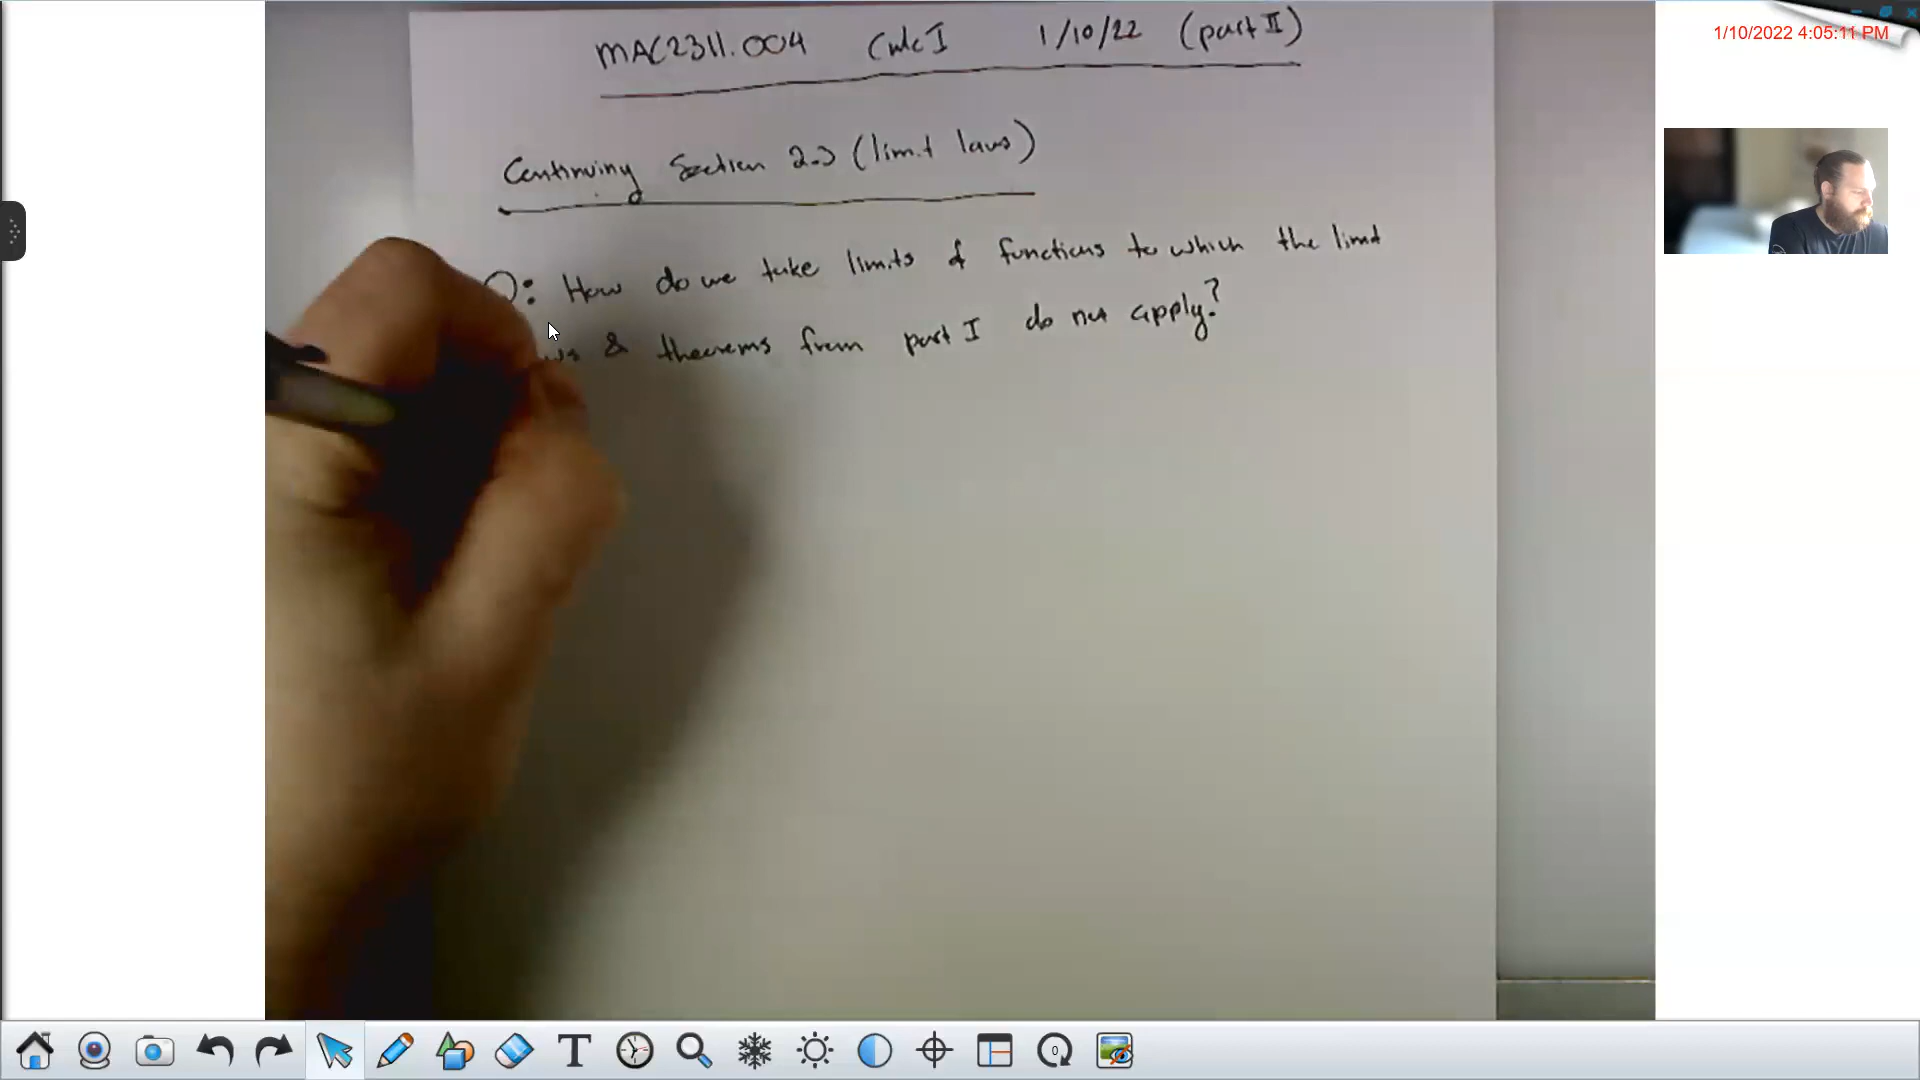 MAC2311.004 Calc I 1/10/22 (part II)
1/10/2022 4:05:11 PM
Continuing Section 2.3 (limit laws)
Q: How do we take limits of functions to which the limit
& theorems from part I do not apply?
T
0